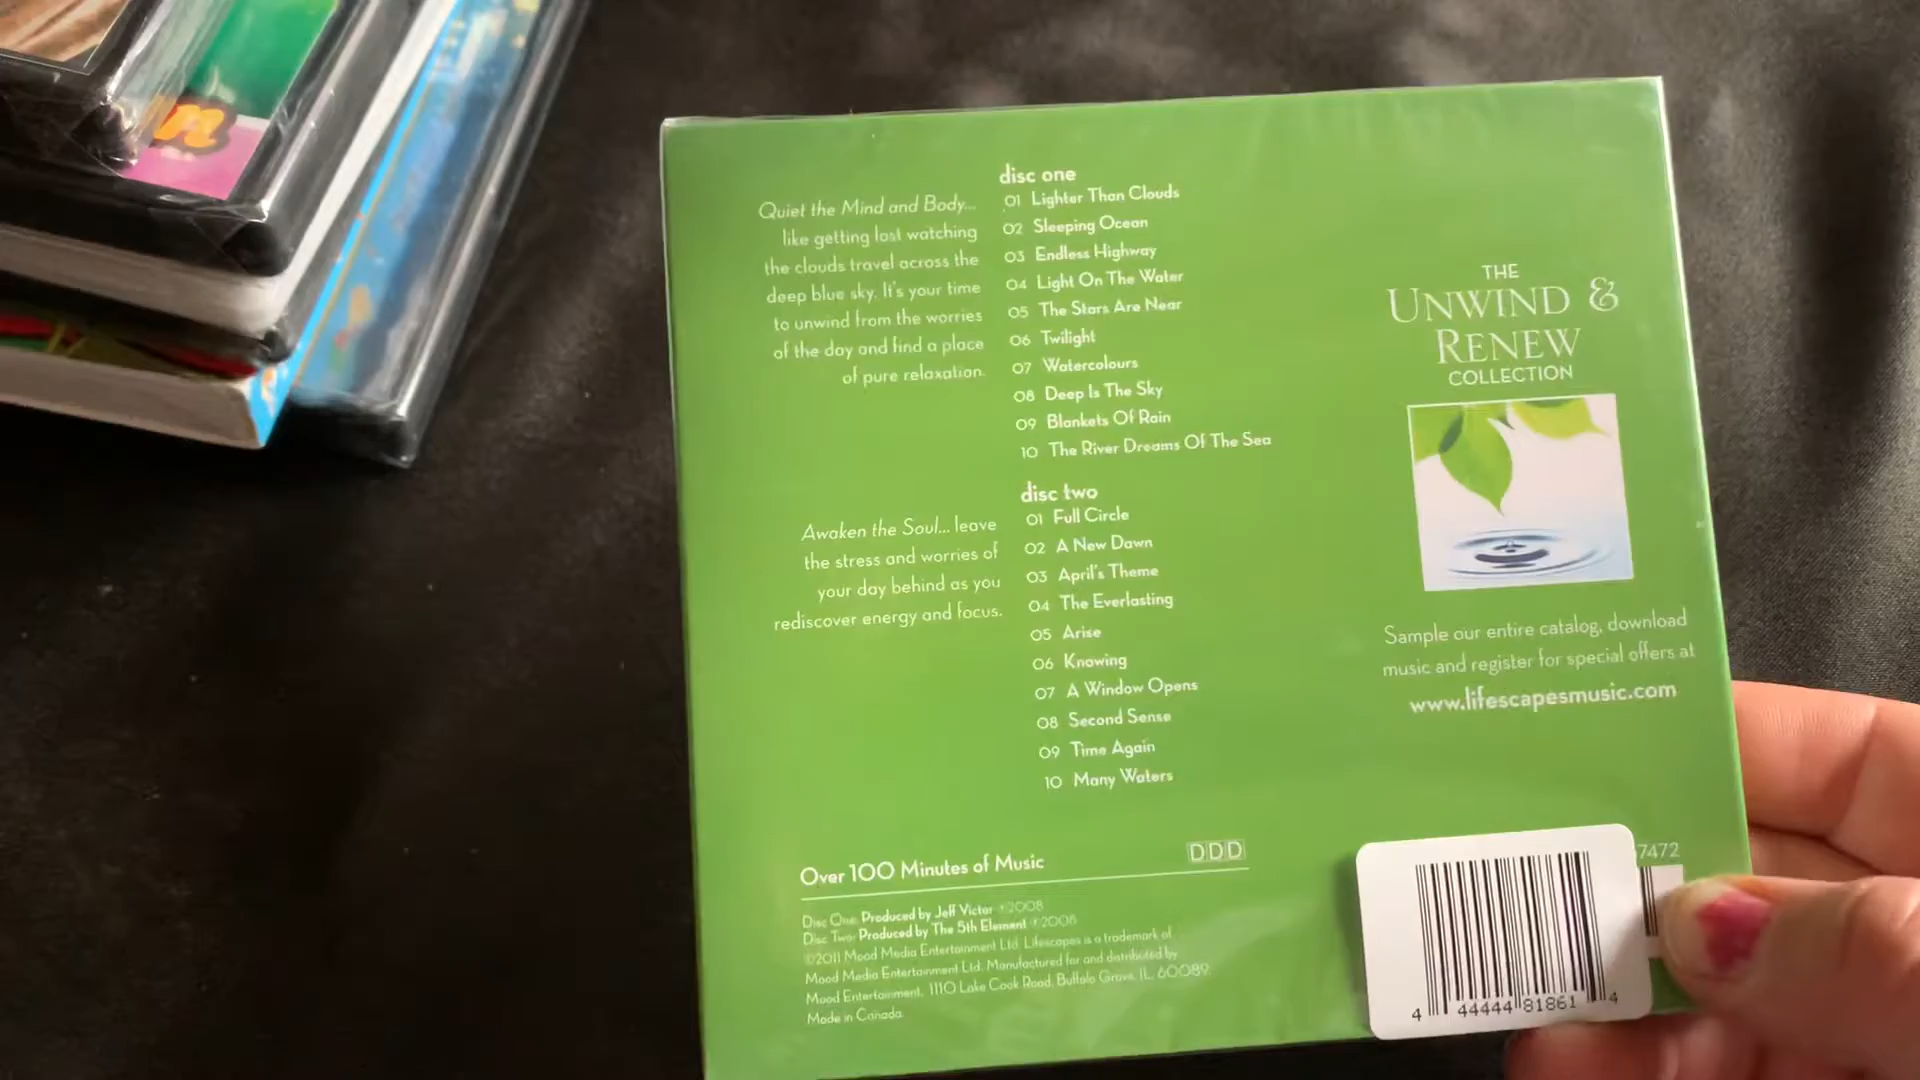 n
Quiet the Mind and Body...
like getting lost watching
the clouds travel across the
deep blue sky. It's your time
to unwind from the worries
of the day and find a place
of pure relaxation.
disc one
01 Lighter Than Clouds
02 Sleeping Ocean
03 Endless Highway
04 Light On The Water
05 The Stars Are Near
06 Twilight
07 Watercolours
08 Deep Is The Sky
09 Blankets Of Rain
10 The River Dreams Of The Sea
Awaken the Soul... leave
the stress and worries of
your day behind as you
rediscover energy and focus.
disc two
01 Full Circle
02 A New Dawn
03 April's Theme
04 The Everlasting
05 Arise
06 Knowing
07 A Window Opens
08 Second Sense
09 Time Again
10 Many Waters
THE
UNWIND &
RENEW
COLLECTION
Sample our entire catalog, download
music and register for special offers at
www.lifescapesmusic.com
Over 100 Minutes of Music
DDD
Disc One: Produced by Jeff Victor ℗2008
Disc Two: Produced by The 5th Element ℗2008
©2011 Mood Media Entertainment Ltd. Lifescapes is a trademark of
Mood Media Entertainment Ltd. Manufactured for and distributed by
Mood Entertainment, 1110 Lake Cook Road, Buffalo Grove, IL, 60089
Made in Canada.
7472
4 44444 81861 4